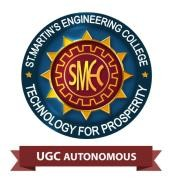 ST.MARTIN'S ENGINEERING COLLEGE
SMEC
TECHNOLOGY FOR PROSPERITY
UGC AUTONOMOUS